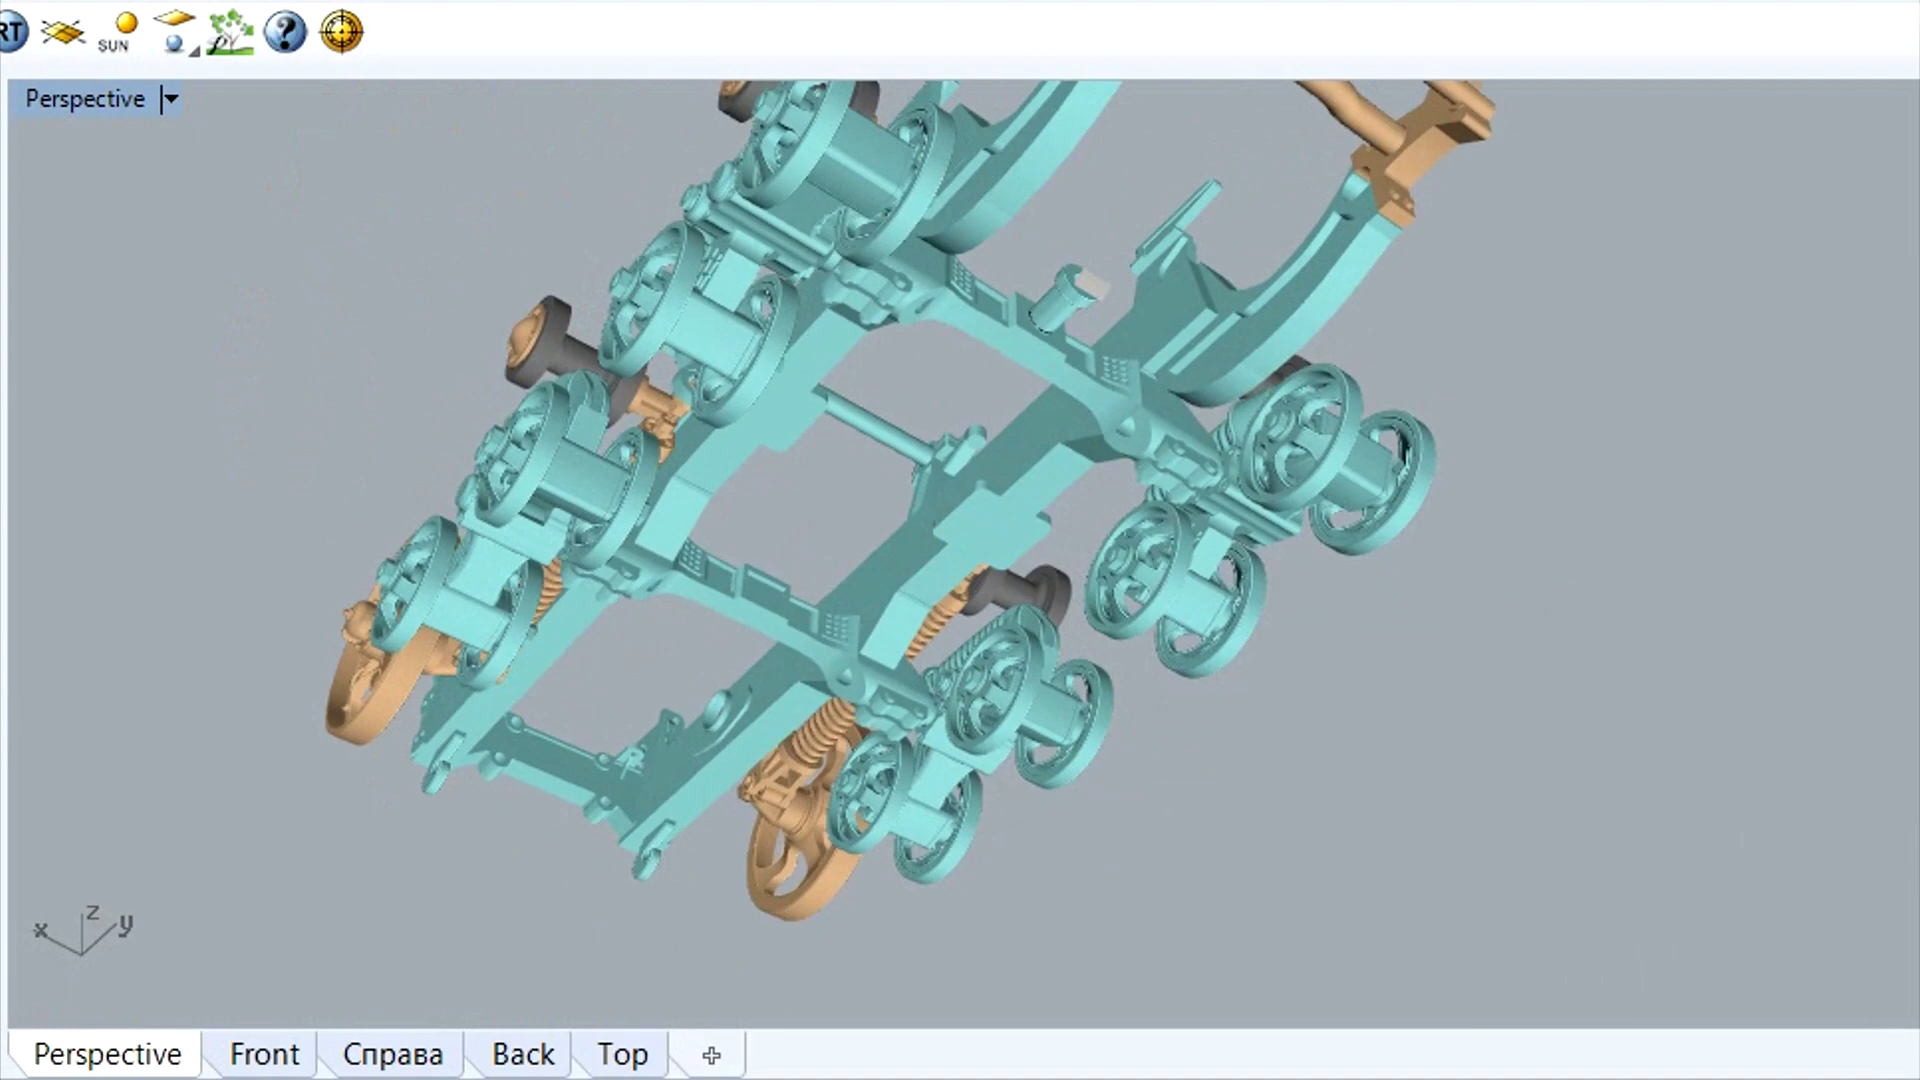 RT
SUN
?
Perspective
z
x y
Perspective Front Справа Back Top